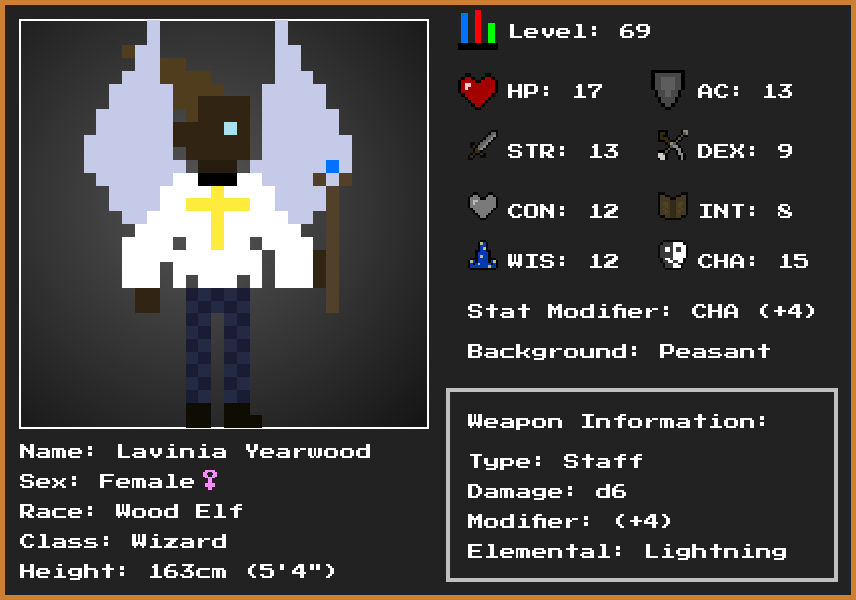 Level: 69
HP: 17
AC: 13
STR: 13
DEX: 9
CON: 12
INT: 8
WIS: 12
CHA: 15
Stat Modifier: CHA (+4)
Background: Peasant
Weapon Information:
Type: Staff
Damage: d6
Modifier: (+4)
Elemental: Lightning
Name: Lavinia Yearwood
Sex: Female♀
Race: Wood Elf
Class: Wizard
Height: 163cm (5'4")